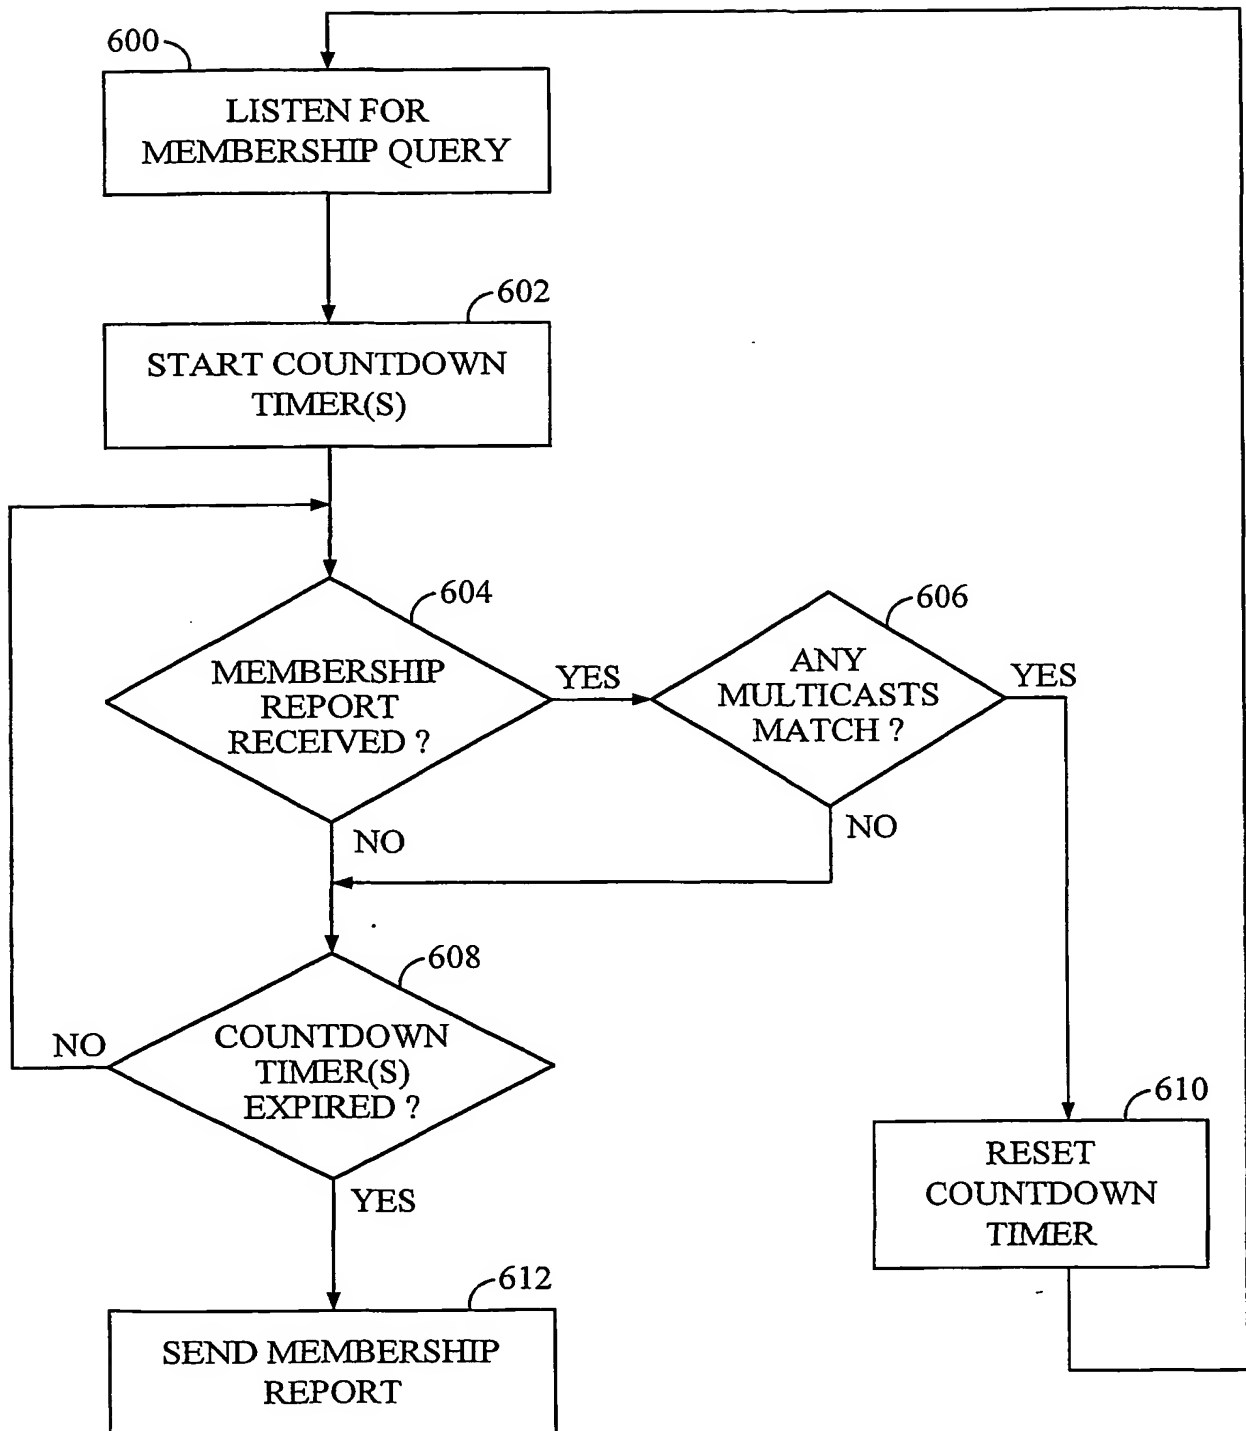 600
LISTEN FOR
MEMBERSHIP QUERY
602
START COUNTDOWN
TIMER(S)
604
MEMBERSHIP
REPORT
RECEIVED ?
YES
NO
606
ANY
MULTICASTS
MATCH ?
YES
NO
608
COUNTDOWN
TIMER(S)
EXPIRED ?
NO
YES
610
RESET
COUNTDOWN
TIMER
612
SEND MEMBERSHIP
REPORT